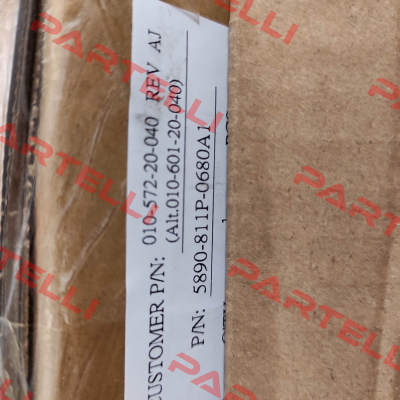 CUSTOMER P/N: 010-572-20-040 REV AJ
(Alt.010-601-20-040)
P/N: 5890-811P-0680A1
PARTELLI
PARTELLI
PARTELLI
PARTELLI
PARTELLI